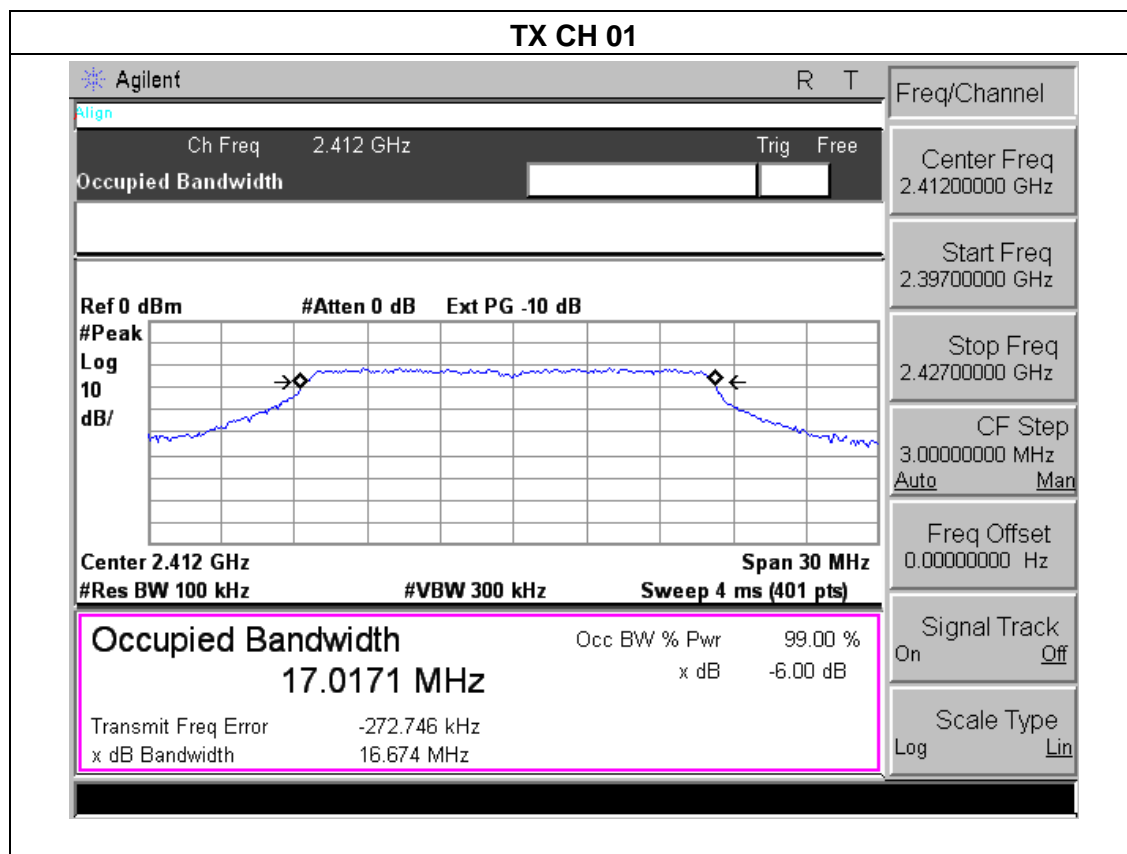 TX CH 01
Agilent R T
Align
Ch Freq 2.412 GHz Trig Free
Occupied Bandwidth
Ref 0 dBm #Atten 0 dB Ext PG -10 dB
#Peak
Log
10
dB/
Center 2.412 GHz Span 30 MHz
#Res BW 100 kHz #VBW 300 kHz Sweep 4 ms (401 pts)
Occupied Bandwidth Occ BW % Pwr 99.00 %
17.0171 MHz x dB -6.00 dB
Transmit Freq Error -272.746 kHz
x dB Bandwidth 16.674 MHz
Freq/Channel
Center Freq
2.41200000 GHz
Start Freq
2.39700000 GHz
Stop Freq
2.42700000 GHz
CF Step
3.00000000 MHz
Auto Man
Freq Offset
0.00000000 Hz
Signal Track
On Off
Scale Type
Log Lin